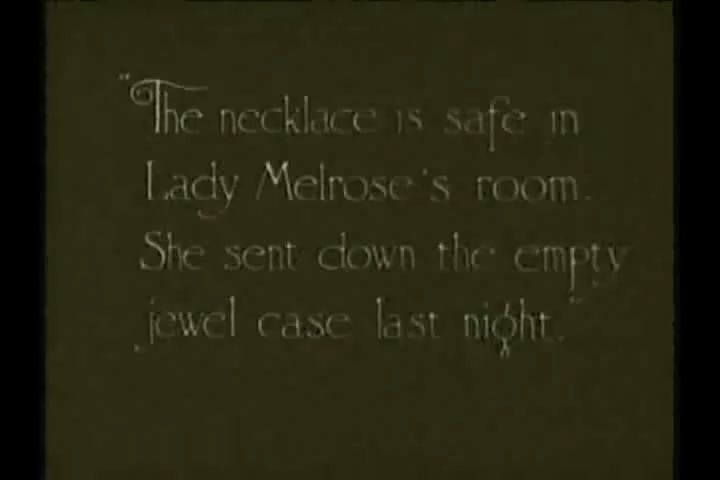 "The necklace is safe in
Lady Melrose's room.
She sent down the empty
jewel case last night."